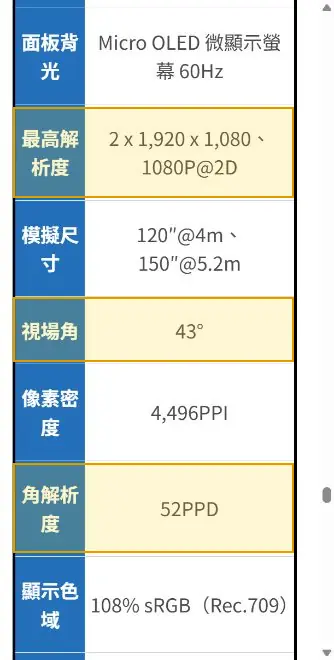 面板背
光
Micro OLED 微顯示螢
幕 60Hz
最高解
析度
2 x 1,920 x 1,080、
1080P@2D
模擬尺
寸
120″@4m、
150″@5.2m
視場角
43°
像素密
度
4,496PPI
角解析
度
52PPD
顯示色
域
108% sRGB（Rec.709）